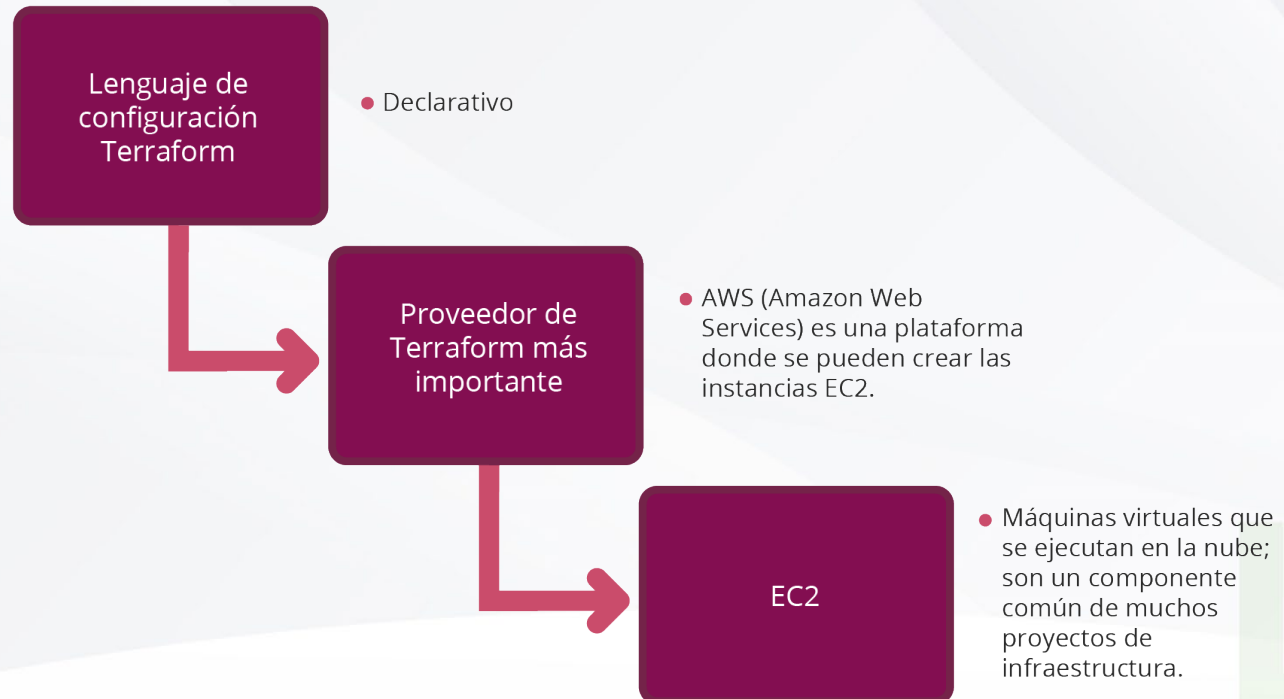 Lenguaje de
configuración
Terraform
• Declarativo
Proveedor de
Terraform más
importante
• AWS (Amazon Web
Services) es una plataforma
donde se pueden crear las
instancias EC2.
EC2
• Máquinas virtuales que
se ejecutan en la nube;
son un componente
común de muchos
proyectos de
infraestructura.